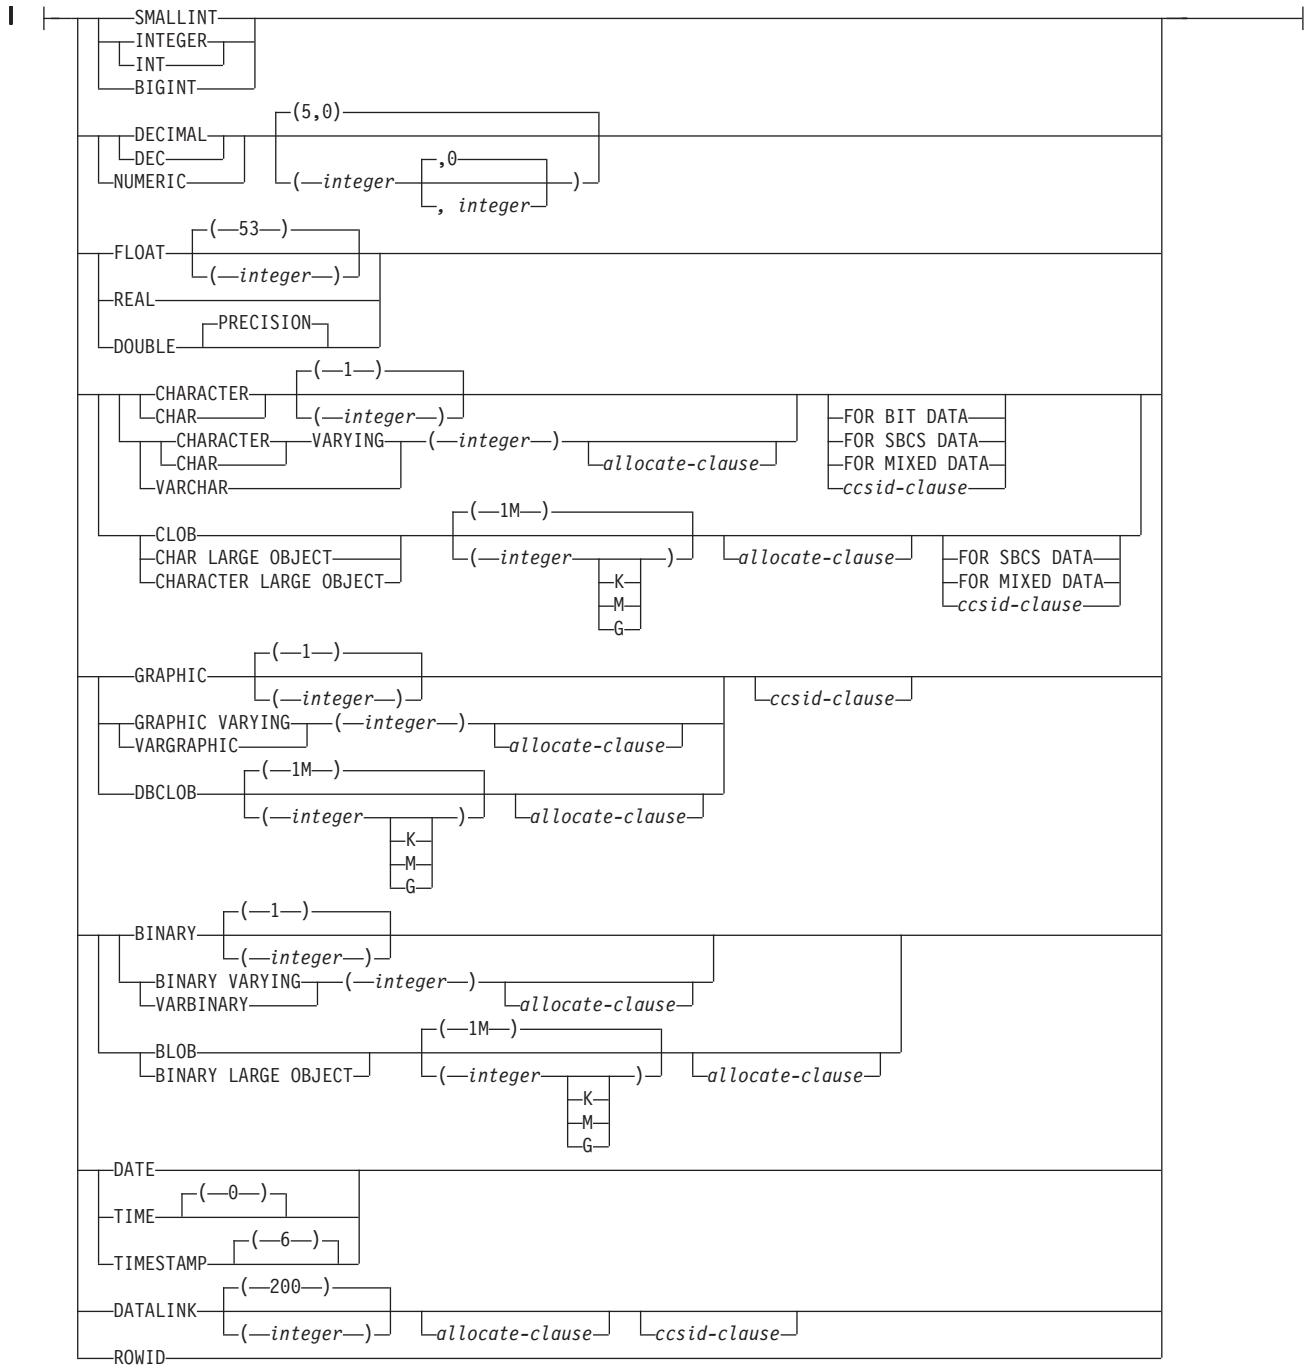 SMALLINT
INTEGER
INT
BIGINT
(5,0)
DECIMAL
DEC
,0
NUMERIC
( integer )
, integer
( 53 )
FLOAT
( integer )
REAL
PRECISION
DOUBLE
( 1 )
CHARACTER
CHAR ( integer ) FOR BIT DATA
CHARACTER VARYING ( integer ) FOR SBCS DATA
CHAR allocate-clause FOR MIXED DATA
VARCHAR ccsid-clause
( 1M )
CLOB
CHAR LARGE OBJECT ( integer ) allocate-clause FOR SBCS DATA
CHARACTER LARGE OBJECT K FOR MIXED DATA
M ccsid-clause
G
( 1 )
GRAPHIC
( integer ) ccsid-clause
GRAPHIC VARYING ( integer )
VARGRAPHIC allocate-clause
( 1M )
DBCLOB
( integer ) allocate-clause
K
M
G
( 1 )
BINARY
( integer )
BINARY VARYING ( integer )
VARBINARY allocate-clause
( 1M )
BLOB
BINARY LARGE OBJECT ( integer ) allocate-clause
K
M
G
DATE
( 0 )
TIME
( 6 )
TIMESTAMP
( 200 )
DATALINK
( integer ) allocate-clause ccsid-clause
ROWID